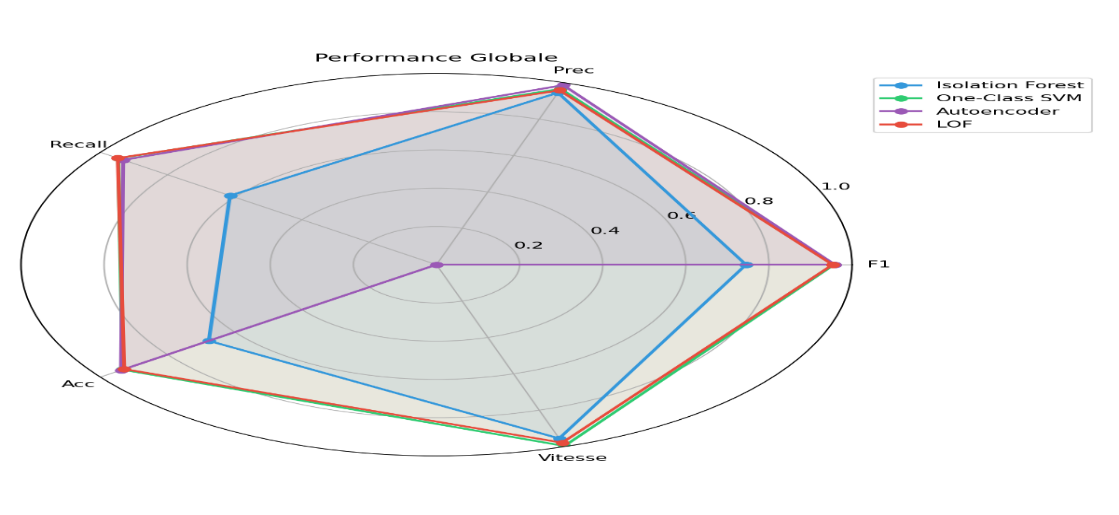 Performance Globale
Prec
Recall
1.0
0.8
0.6
0.4
0.2
F1
Acc
Vitesse
Isolation Forest
One-Class SVM
Autoencoder
LOF